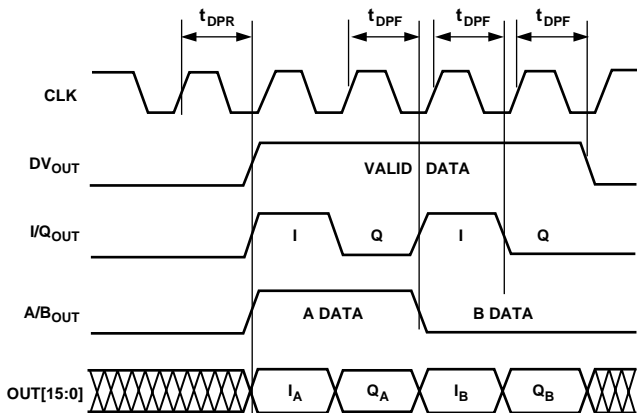 tDPR tDPF tDPF tDPF
CLK
DVOUT VALID DATA
I/QOUT I Q I Q
A/BOUT A DATA B DATA
OUT[15:0] IA QA IB QB